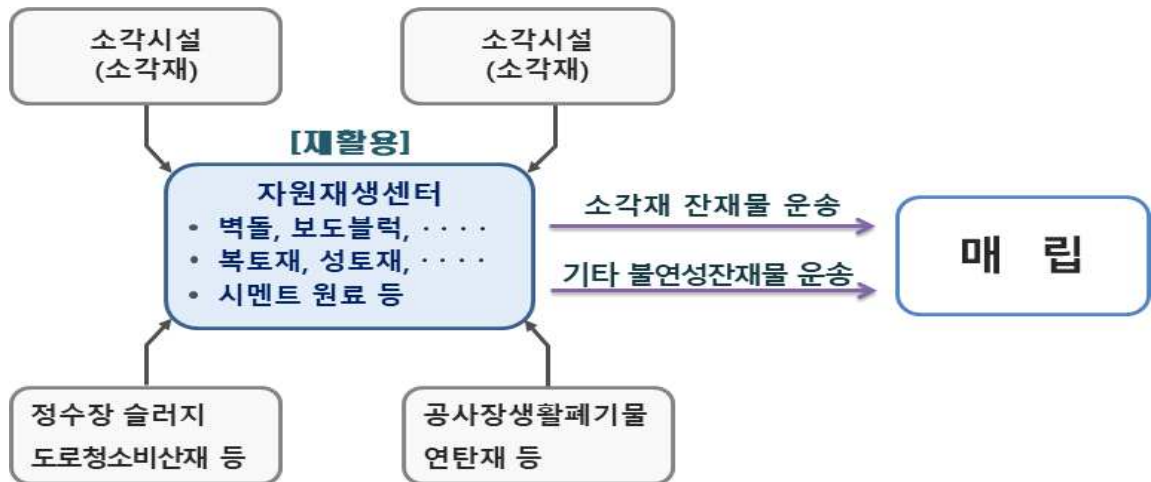 소각시설
(소각재)
소각시설
(소각재)
[재활용]
자원재생센터
• 벽돌, 보도블럭, · · · ·
• 복토재, 성토재, · · · ·
• 시멘트 원료 등
소각재 잔재물 운송
기타 불연성잔재물 운송
매 립
정수장 슬러지
도로청소비산재 등
공사장생활폐기물
연탄재 등